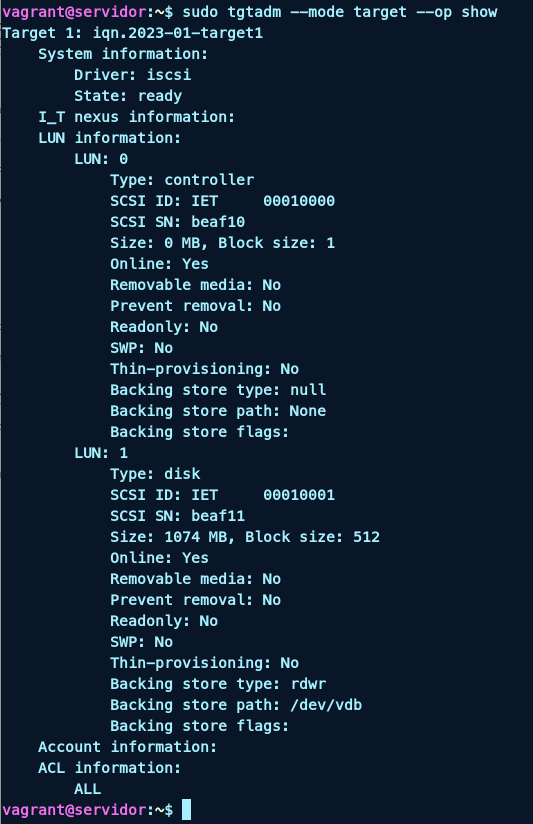 vagrant@servidor:~$ sudo tgtadm --mode target --op show
Target 1: iqn.2023-01-target1
    System information:
        Driver: iscsi
        State: ready
    I_T nexus information:
    LUN information:
        LUN: 0
            Type: controller
            SCSI ID: IET     00010000
            SCSI SN: beaf10
            Size: 0 MB, Block size: 1
            Online: Yes
            Removable media: No
            Prevent removal: No
            Readonly: No
            SWP: No
            Thin-provisioning: No
            Backing store type: null
            Backing store path: None
            Backing store flags:
        LUN: 1
            Type: disk
            SCSI ID: IET     00010001
            SCSI SN: beaf11
            Size: 1074 MB, Block size: 512
            Online: Yes
            Removable media: No
            Prevent removal: No
            Readonly: No
            SWP: No
            Thin-provisioning: No
            Backing store type: rdwr
            Backing store path: /dev/vdb
            Backing store flags:
    Account information:
    ACL information:
        ALL
vagrant@servidor:~$